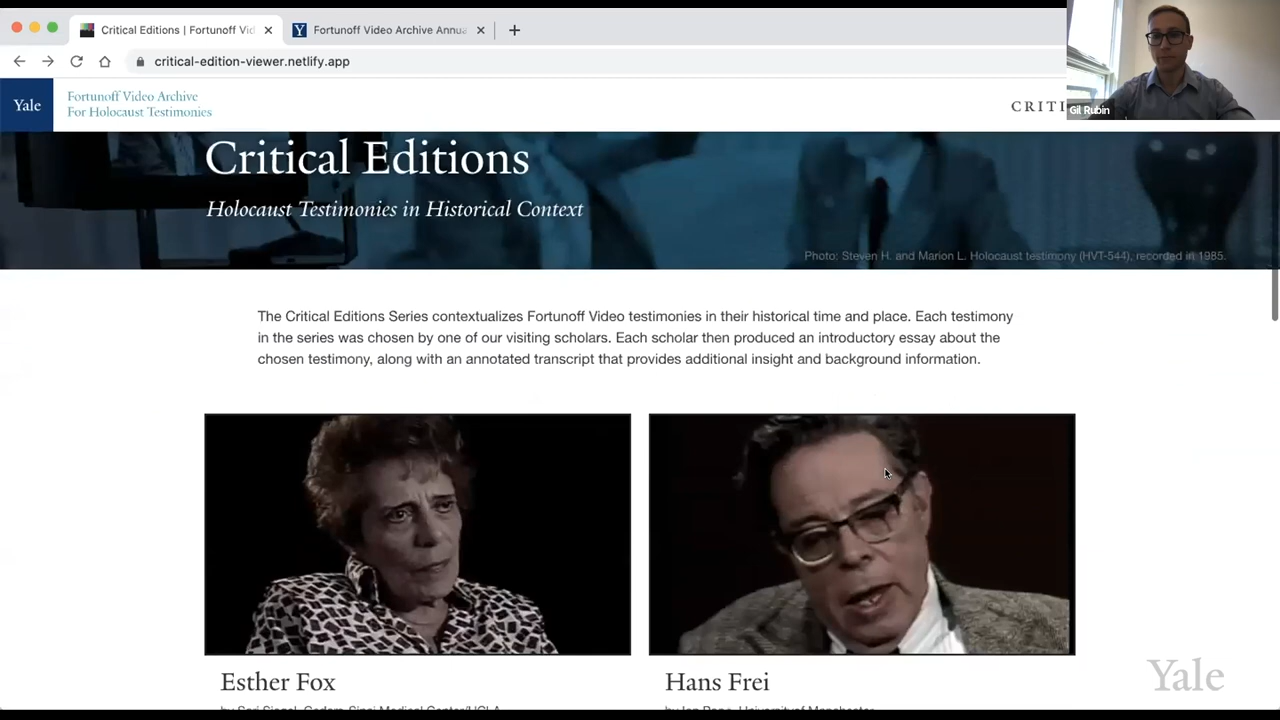 Critical Editions | Fortunoff Vid
Fortunoff Video Archive Annua
critical-edition-viewer.netlify.app
Yale
Fortunoff Video Archive
For Holocaust Testimonies
CRITI
Gil Rubin
Critical Editions
Holocaust Testimonies in Historical Context
Photo: Steven H. and Marion L. Holocaust testimony (HVT-544), recorded in 1985.
The Critical Editions Series contextualizes Fortunoff Video testimonies in their historical time and place. Each testimony
in the series was chosen by one of our visiting scholars. Each scholar then produced an introductory essay about the
chosen testimony, along with an annotated transcript that provides additional insight and background information.
Esther Fox
Hans Frei
Yale